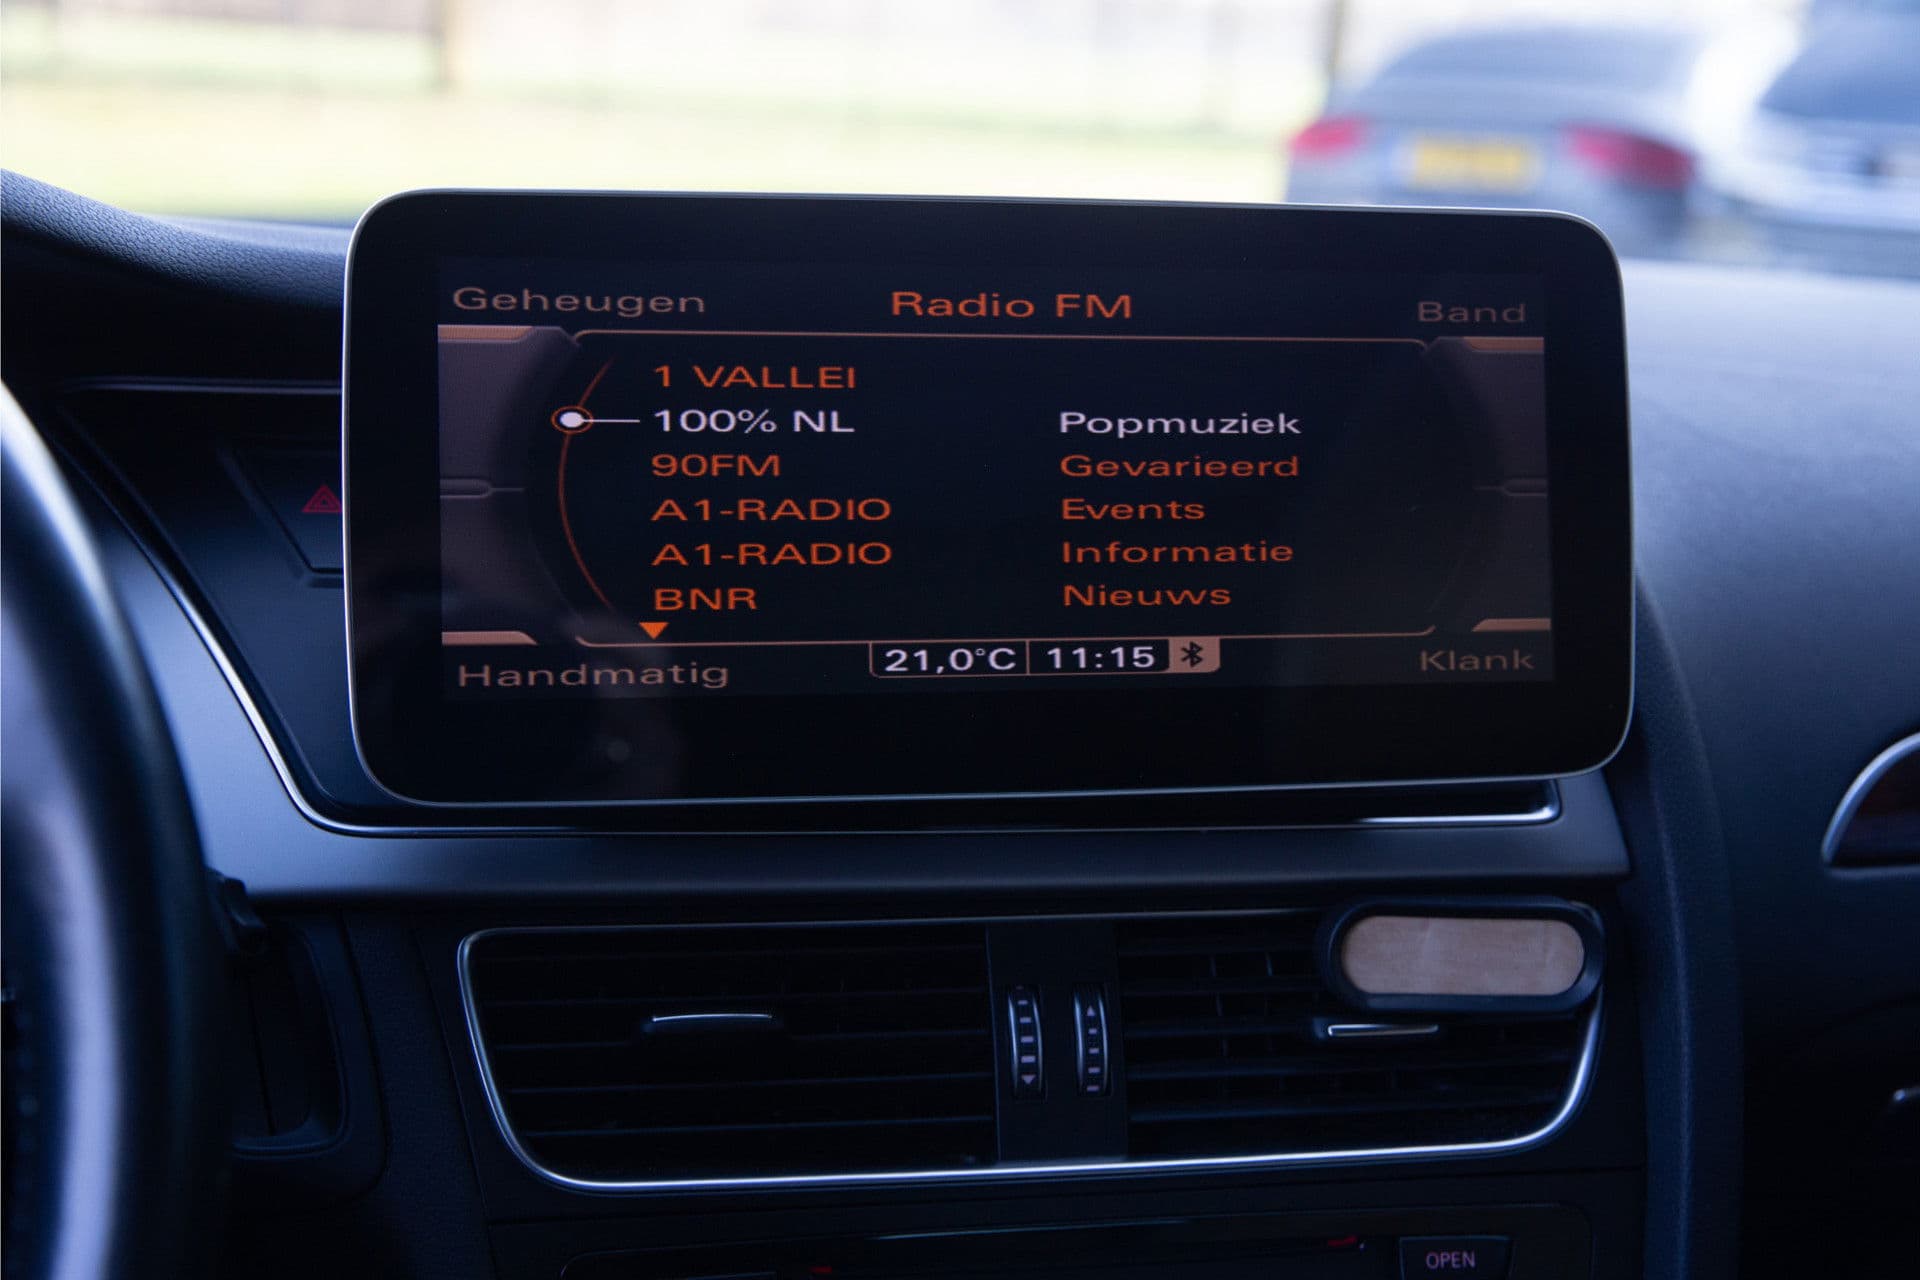 Geheugen Radio FM Band
1 VALLEI
100% NL Popmuziek
90FM Gevarieerd
A1-RADIO Events
A1-RADIO Informatie
BNR Nieuws
Handmatig 21,0°C 11:15 Klank
OPEN